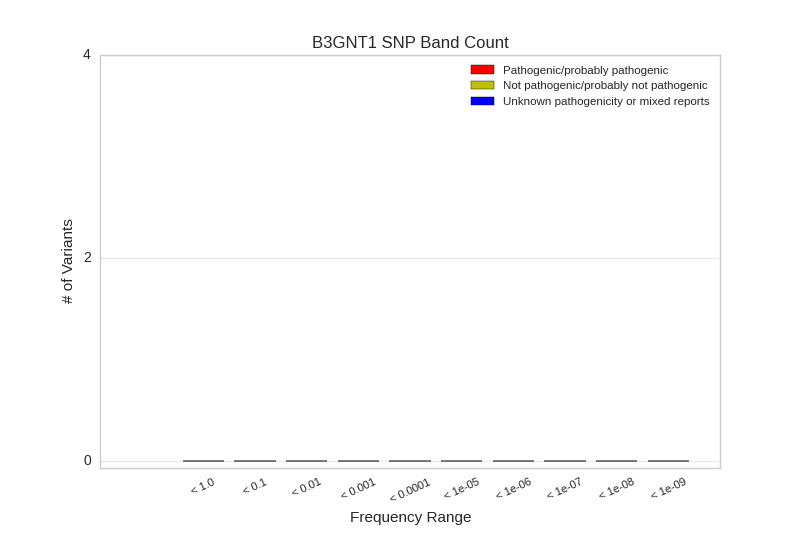 B3GNT1 SNP Band Count
4
2
0
# of Variants
Pathogenic/probably pathogenic
Not pathogenic/probably not pathogenic
Unknown pathogenicity or mixed reports
< 1.0
< 0.1
< 0.01
< 0.001
< 0.0001
< 1e-05
< 1e-06
< 1e-07
< 1e-08
< 1e-09
Frequency Range